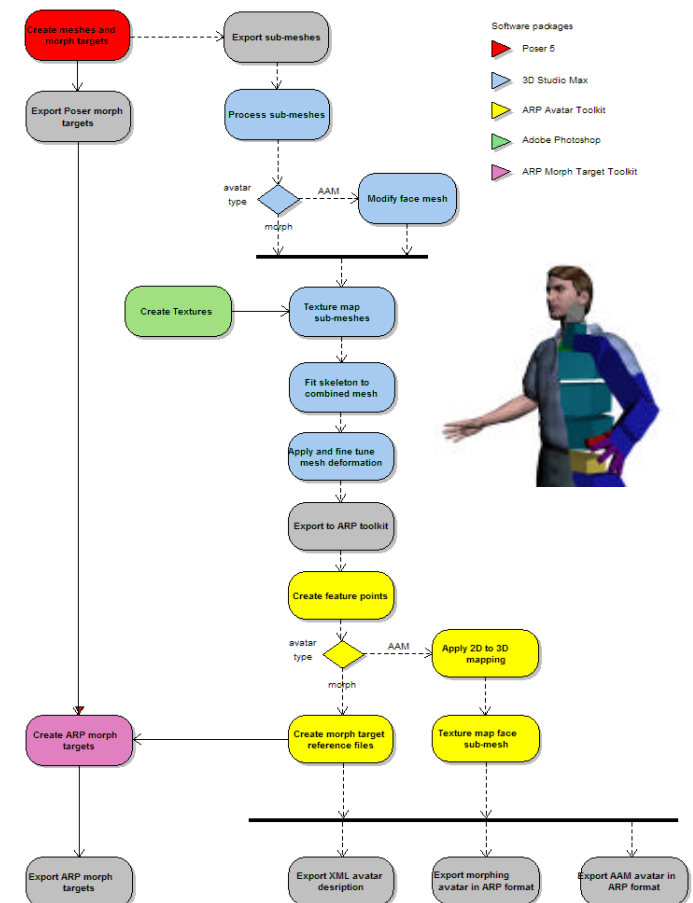 Create meshes and
morph targets
Export sub-meshes
Software packages
Poser 5
3D Studio Max
ARP Avatar Toolkit
Adobe Photoshop
ARP Morph Target Toolkit
Export Poser morph
targets
Process sub-meshes
avatar
type
AAM
morph
Modify face mesh
Create Textures
Texture map
sub-meshes
Fit skeleton to
combined mesh
Apply and fine tune
mesh deformation
Export to ARP toolkit
Create feature points
avatar
type
AAM
morph
Apply 2D to 3D
mapping
Create ARP morph
targets
Create morph target
reference files
Texture map face
sub-mesh
Export ARP morph
targets
Export XML avatar
desription
Export morphing
avatar in ARP format
Export AAM avatar in
ARP format